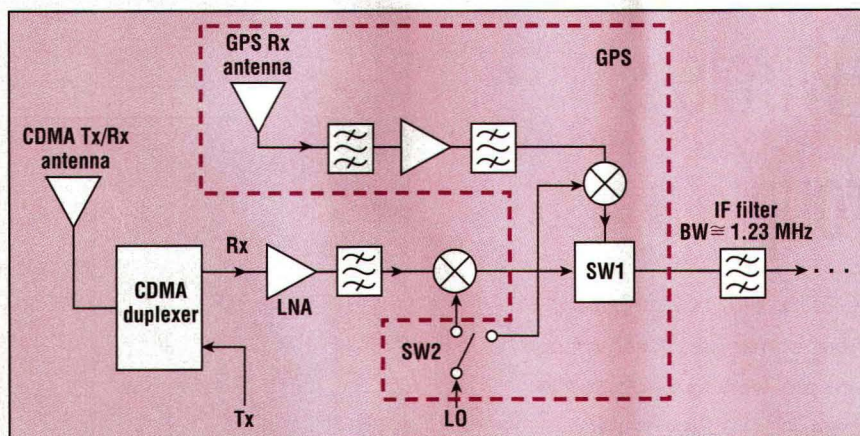 GPS Rx
antenna
GPS
CDMA Tx/Rx
antenna
IF filter
BW ≅ 1.23 MHz
Rx
CDMA
duplexer
LNA
SW1
SW2
Tx
LO